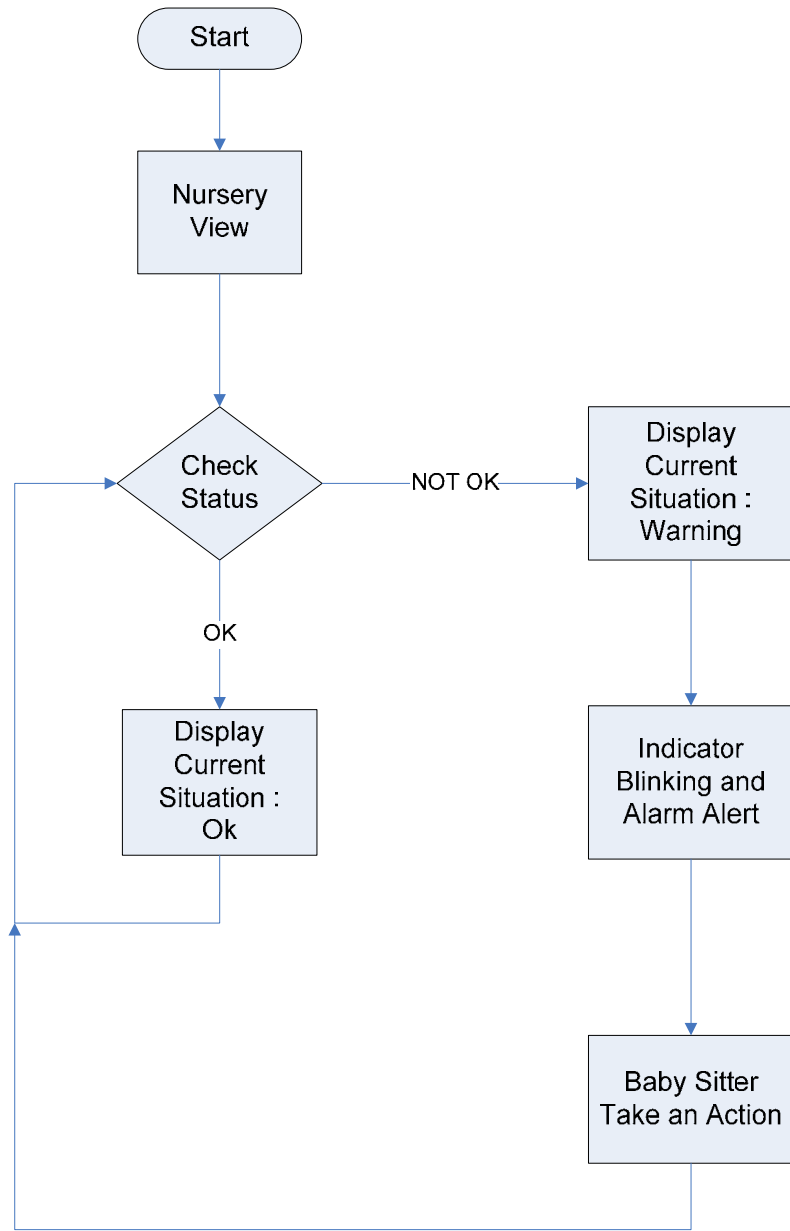 Start
Nursery
View
Check
Status
NOT OK
Display
Current
Situation :
Warning
OK
Display
Current
Situation :
Ok
Indicator
Blinking and
Alarm Alert
Baby Sitter
Take an Action